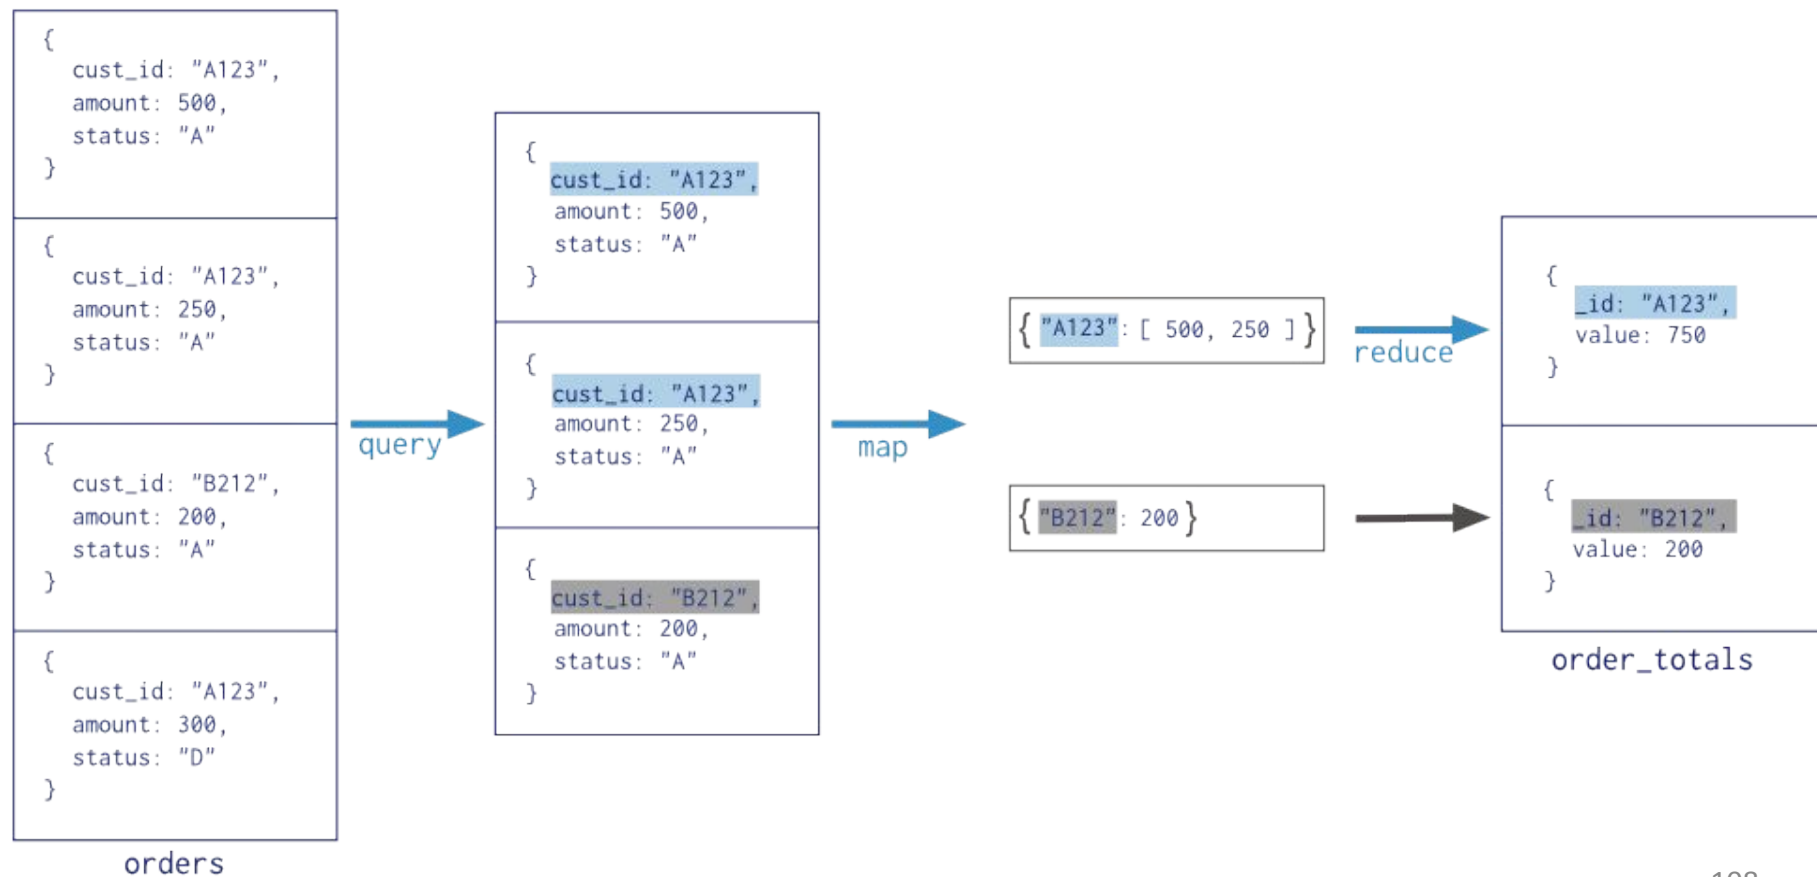 {
cust_id: "A123",
amount: 500,
status: "A"
}
{
cust_id: "A123",
amount: 250,
status: "A"
}
{
cust_id: "B212",
amount: 200,
status: "A"
}
{
cust_id: "A123",
amount: 300,
status: "D"
}
orders
query
{
cust_id: "A123",
amount: 500,
status: "A"
}
{
cust_id: "A123",
amount: 250,
status: "A"
}
{
cust_id: "B212",
amount: 200,
status: "A"
}
map
{ "A123": [ 500, 250 ] }
reduce
{ "B212": 200 }
{
_id: "A123",
value: 750
}
{
_id: "B212",
value: 200
}
order_totals